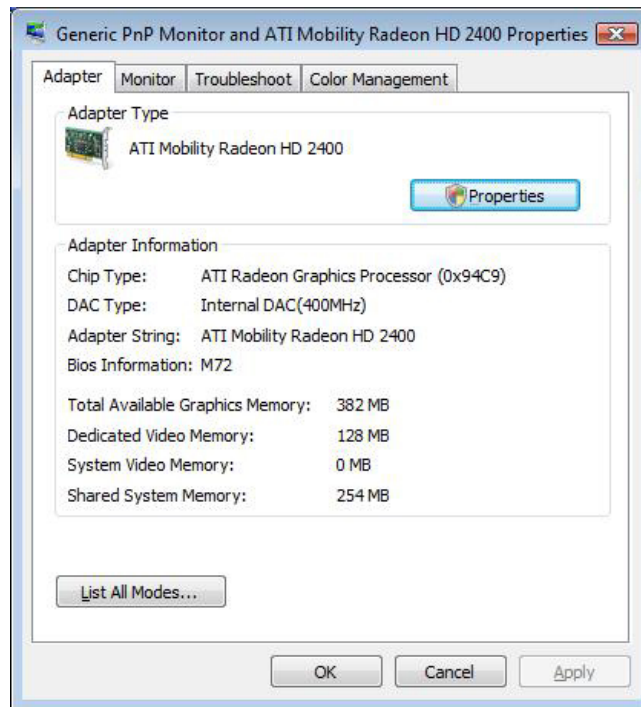 Generic PnP Monitor and ATI Mobility Radeon HD 2400 Properties
Adapter Monitor Troubleshoot Color Management
Adapter Type
ATI Mobility Radeon HD 2400
Properties
Adapter Information
Chip Type: ATI Radeon Graphics Processor (0x94C9)
DAC Type: Internal DAC(400MHz)
Adapter String: ATI Mobility Radeon HD 2400
Bios Information: M72
Total Available Graphics Memory: 382 MB
Dedicated Video Memory: 128 MB
System Video Memory: 0 MB
Shared System Memory: 254 MB
List All Modes...
OK Cancel Apply